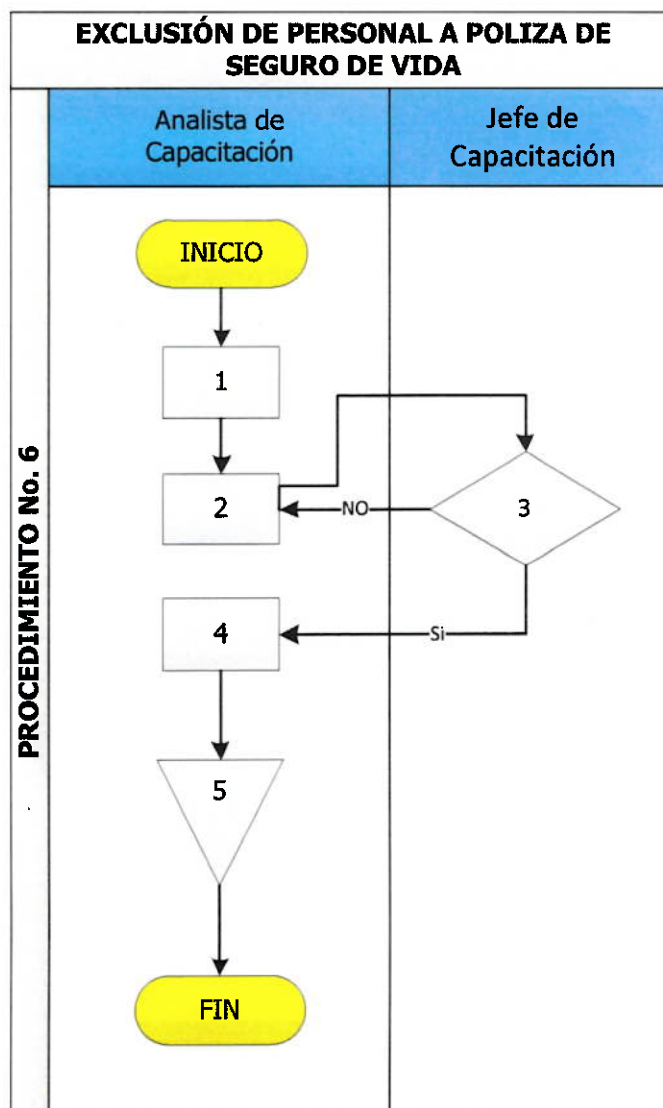 EXCLUSIÓN DE PERSONAL A POLIZA DE
SEGURO DE VIDA
PROCEDIMIENTO No. 6
Analista de
Capacitación
Jefe de
Capacitación
INICIO
1
2
NO
3
4
Si
5
FIN